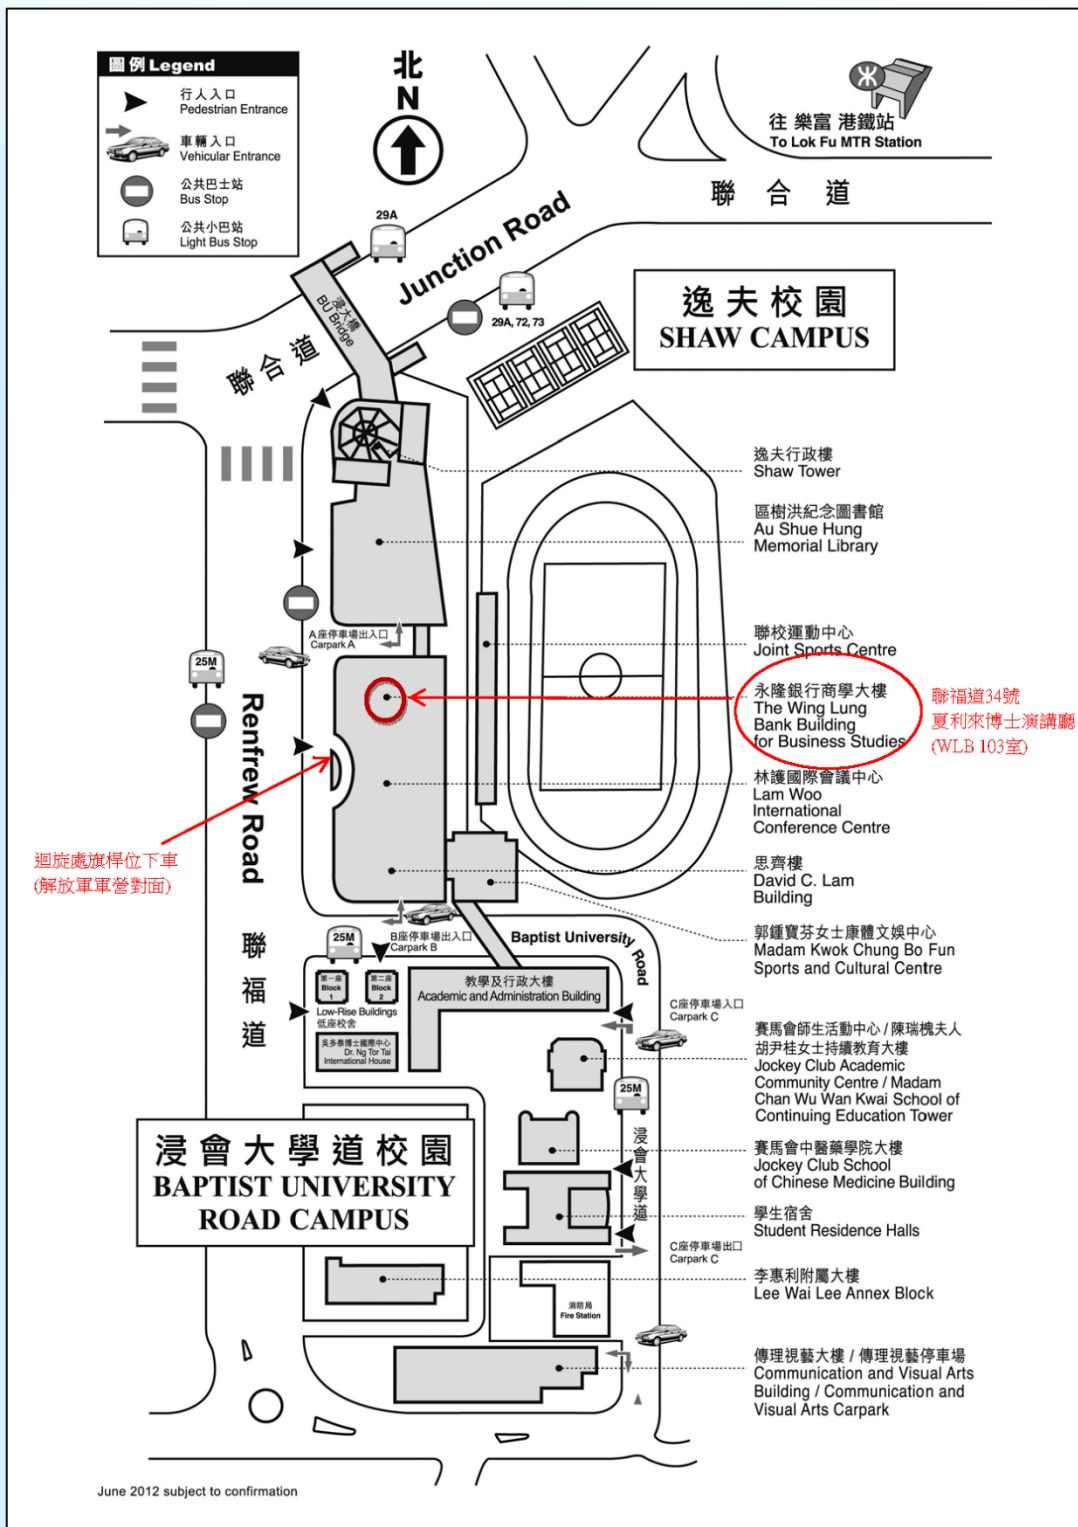 圖例 Legend
行人入口
Pedestrian Entrance
車輛入口
Vehicular Entrance
公共巴士站
Bus Stop
公共小巴站
Light Bus Stop
北
N
往 樂富 港鐵站
To Lok Fu MTR Station
聯合道
29A
Junction Road
29A, 72, 73
浸大橋
BU Bridge
聯合道
逸夫校園
SHAW CAMPUS
逸夫行政樓
Shaw Tower
區樹洪紀念圖書館
Au Shue Hung
Memorial Library
A座停車場出入口
Carpark A
聯校運動中心
Joint Sports Centre
25M
永隆銀行商學大樓
The Wing Lung
Bank Building
for Business Studies
聯福道34號
夏利來博士演講廳
(WLB 103室)
Renfrew Road
聯福道
林護國際會議中心
Lam Woo
International
Conference Centre
迴旋處旗桿位下車
(解放軍軍營對面)
思齊樓
David C. Lam
Building
B座停車場出入口
Carpark B
25M
Baptist University Road
郭鍾寶芬女士康體文娛中心
Madam Kwok Chung Bo Fun
Sports and Cultural Centre
第一座
Block
1
第二座
Block
2
Low-Rise Buildings
低座校舍
教學及行政大樓
Academic and Administration Building
吳多泰博士國際中心
Dr. Ng Tor Tai
International House
C座停車場入口
Carpark C
賽馬會師生活動中心 / 陳瑞槐夫人
胡尹桂女士持續教育大樓
Jockey Club Academic
Community Centre / Madam
Chan Wu Wan Kwai School of
Continuing Education Tower
25M
浸會大學道
浸會大學道校園
BAPTIST UNIVERSITY
ROAD CAMPUS
賽馬會中醫藥學院大樓
Jockey Club School
of Chinese Medicine Building
學生宿舍
Student Residence Halls
C座停車場出口
Carpark C
李惠利附屬大樓
Lee Wai Lee Annex Block
消防局
Fire Station
傳理視藝大樓 / 傳理視藝停車場
Communication and Visual Arts
Building / Communication and
Visual Arts Carpark
June 2012 subject to confirmation